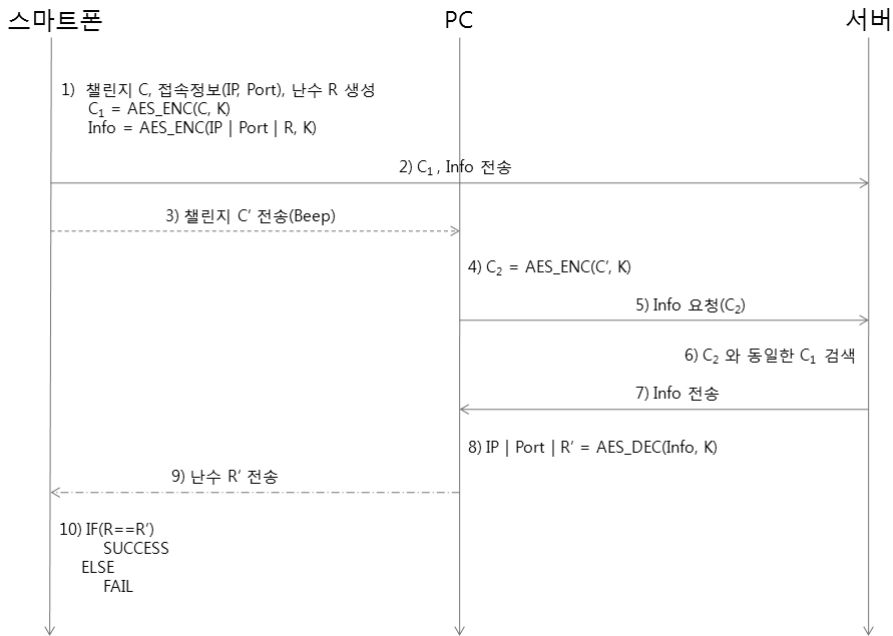 스마트폰
PC
서버
1) 챌린지 C, 접속정보(IP, Port), 난수 R 생성
C₁ = AES_ENC(C, K)
Info = AES_ENC(IP | Port | R, K)
2) C₁ , Info 전송
3) 챌린지 C′ 전송(Beep)
4) C₂ = AES_ENC(C′, K)
5) Info 요청(C₂)
6) C₂ 와 동일한 C₁ 검색
7) Info 전송
8) IP | Port | R′ = AES_DEC(Info, K)
9) 난수 R′ 전송
10) IF(R==R′)
SUCCESS
ELSE
FAIL